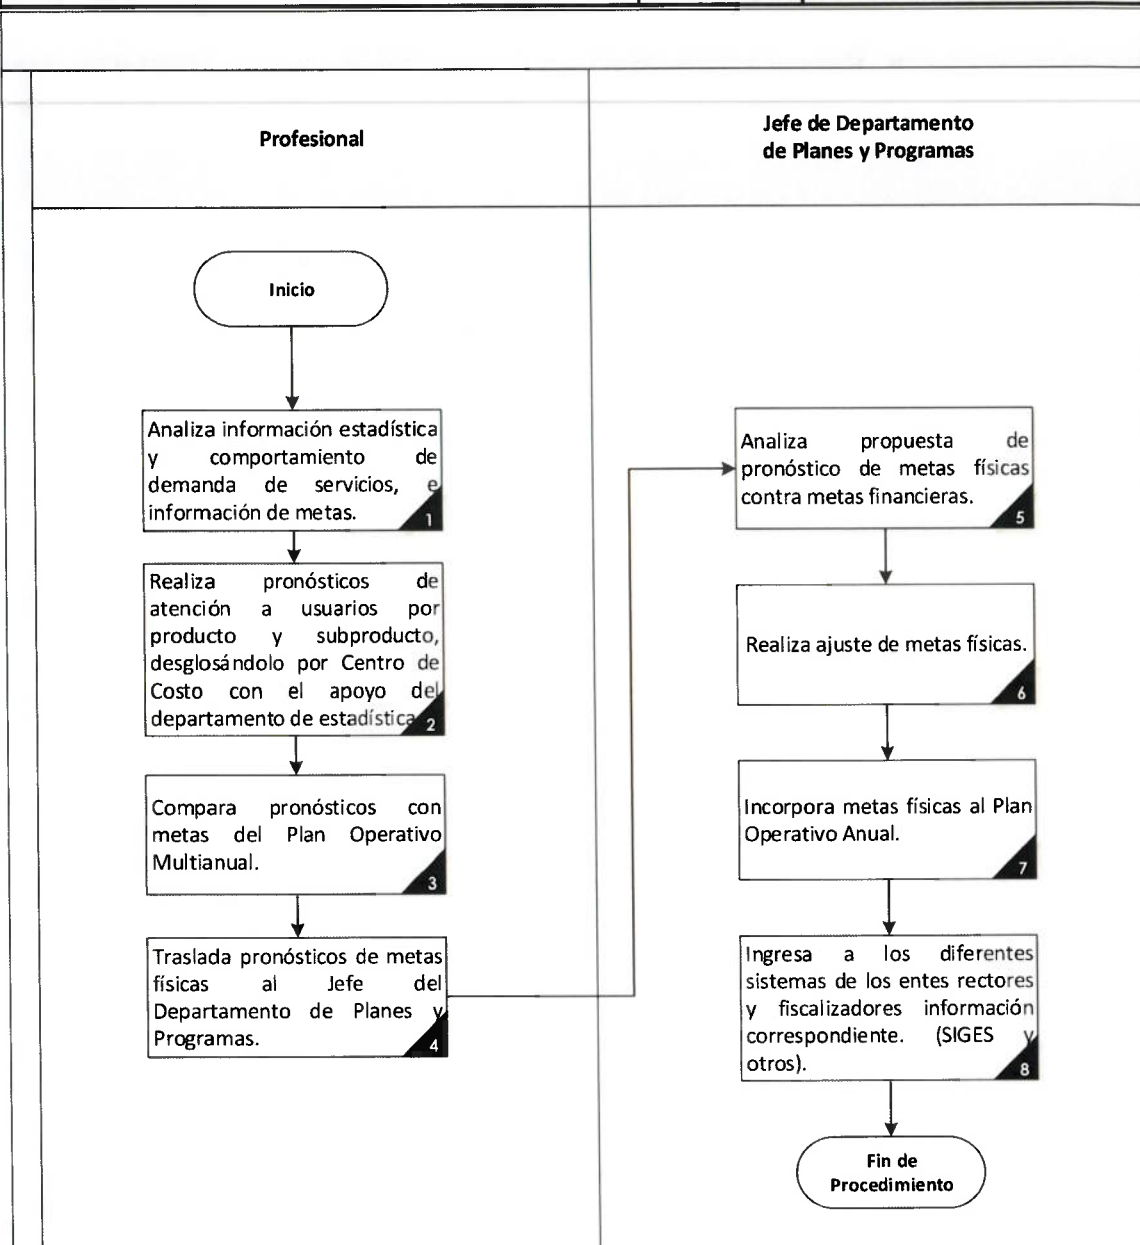 Profesional
Jefe de Departamento
de Planes y Programas
Inicio
Analiza información estadística
y comportamiento de
demanda de servicios, e
información de metas.
1
Realiza pronósticos de
atención a usuarios por
producto y subproducto,
desglosándolo por Centro de
Costo con el apoyo del
departamento de estadística
2
Compara pronósticos con
metas del Plan Operativo
Multianual.
3
Traslada pronósticos de metas
físicas al Jefe del
Departamento de Planes y
Programas.
4
Analiza propuesta de
pronóstico de metas físicas
contra metas financieras.
5
Realiza ajuste de metas físicas.
6
Incorpora metas físicas al Plan
Operativo Anual.
7
Ingresa a los diferentes
sistemas de los entes rectores
y fiscalizadores información
correspondiente. (SIGES y
otros).
8
Fin de
Procedimiento